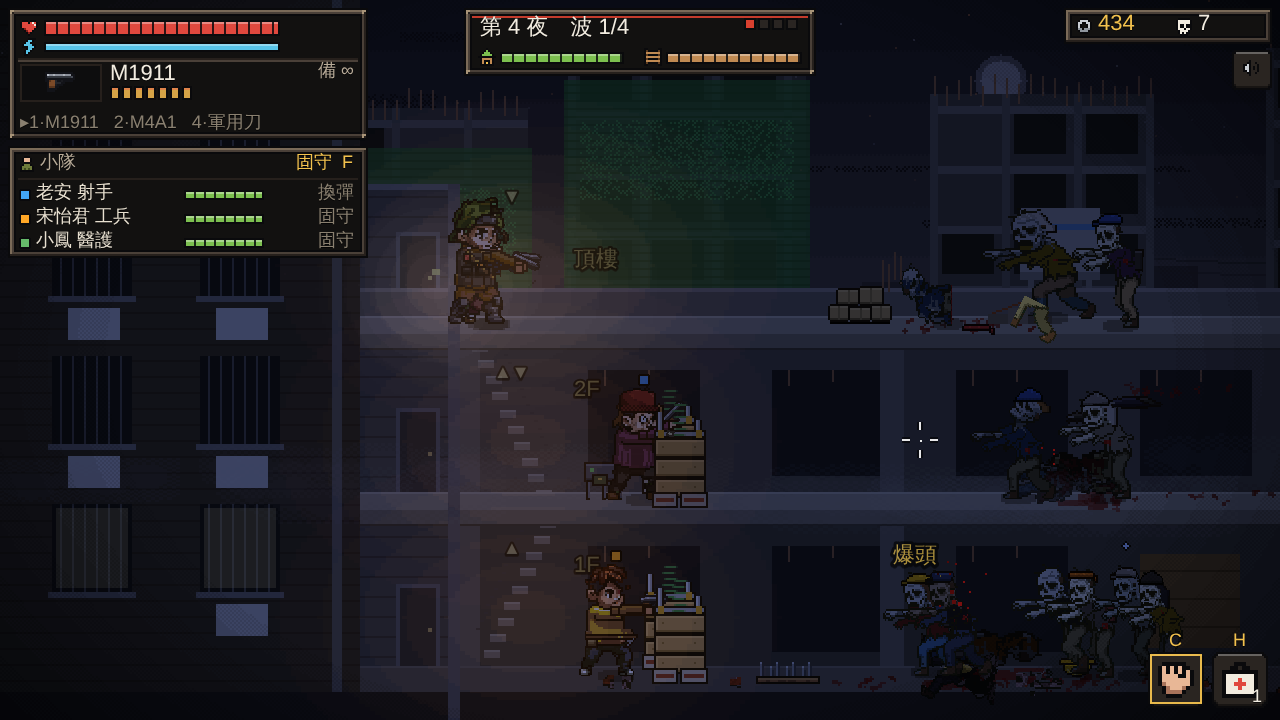 第 4 夜 波 1/4
434
7
M1911
備 ∞
▸1·M1911 2·M4A1 4·軍用刀
小隊 固守 F
老安 射手 換彈
宋怡君 工兵 固守
小鳳 醫護 固守
頂樓
2F
1F
爆頭
C
H
1